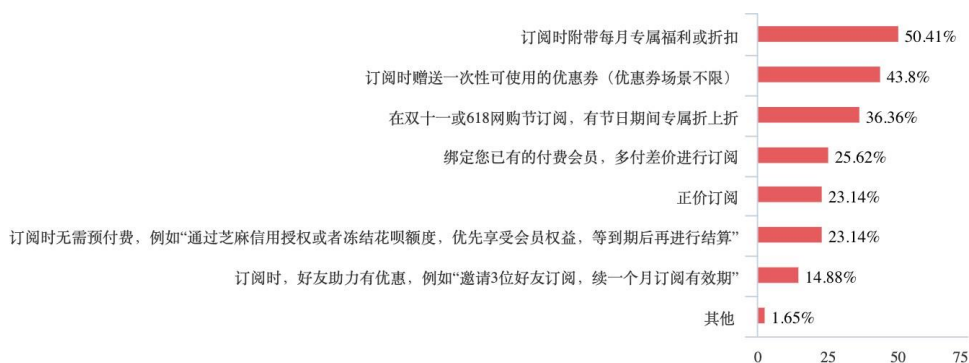 订阅时附带每月专属福利或折扣 50.41%
订阅时赠送一次性可使用的优惠券（优惠券场景不限） 43.8%
在双十一或618网购节订阅，有节日期间专属折上折 36.36%
绑定您已有的付费会员，多付差价进行订阅 25.62%
正价订阅 23.14%
订阅时无需预付费，例如“通过芝麻信用授权或者冻结花呗额度，优先享受会员权益，等到期后再进行结算” 23.14%
订阅时，好友助力有优惠，例如“邀请3位好友订阅，续一个月订阅有效期” 14.88%
其他 1.65%
0 25 50 75